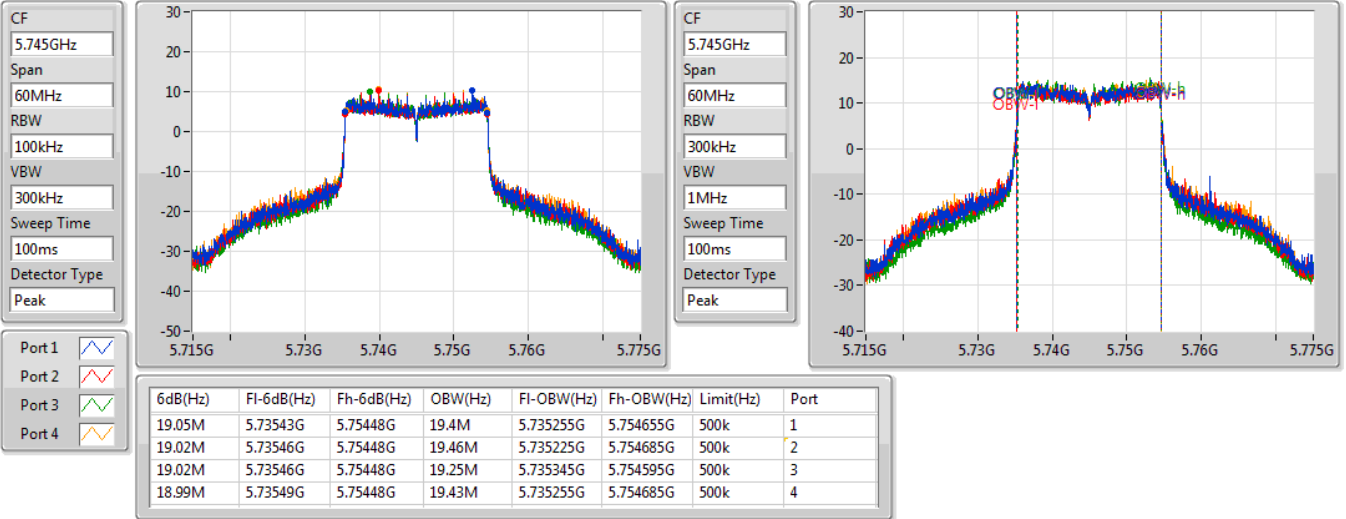 CF
5.745GHz
Span
60MHz
RBW
100kHz
VBW
300kHz
Sweep Time
100ms
Detector Type
Peak
30
20
10
0
-10
-20
-30
-40
-50
5.715G 5.73G 5.74G 5.75G 5.76G 5.775G
CF
5.745GHz
Span
60MHz
RBW
300kHz
VBW
1MHz
Sweep Time
100ms
Detector Type
Peak
30
20
10
0
-10
-20
-30
-40
OBW-l
OBW-h
5.715G 5.73G 5.74G 5.75G 5.76G 5.775G
Port 1
Port 2
Port 3
Port 4
6dB(Hz) Fl-6dB(Hz) Fh-6dB(Hz) OBW(Hz) Fl-OBW(Hz) Fh-OBW(Hz) Limit(Hz) Port
19.05M 5.73543G 5.75448G 19.4M 5.735255G 5.754655G 500k 1
19.02M 5.73546G 5.75448G 19.46M 5.735225G 5.754685G 500k 2
19.02M 5.73546G 5.75448G 19.25M 5.735345G 5.754595G 500k 3
18.99M 5.73549G 5.75448G 19.43M 5.735255G 5.754685G 500k 4